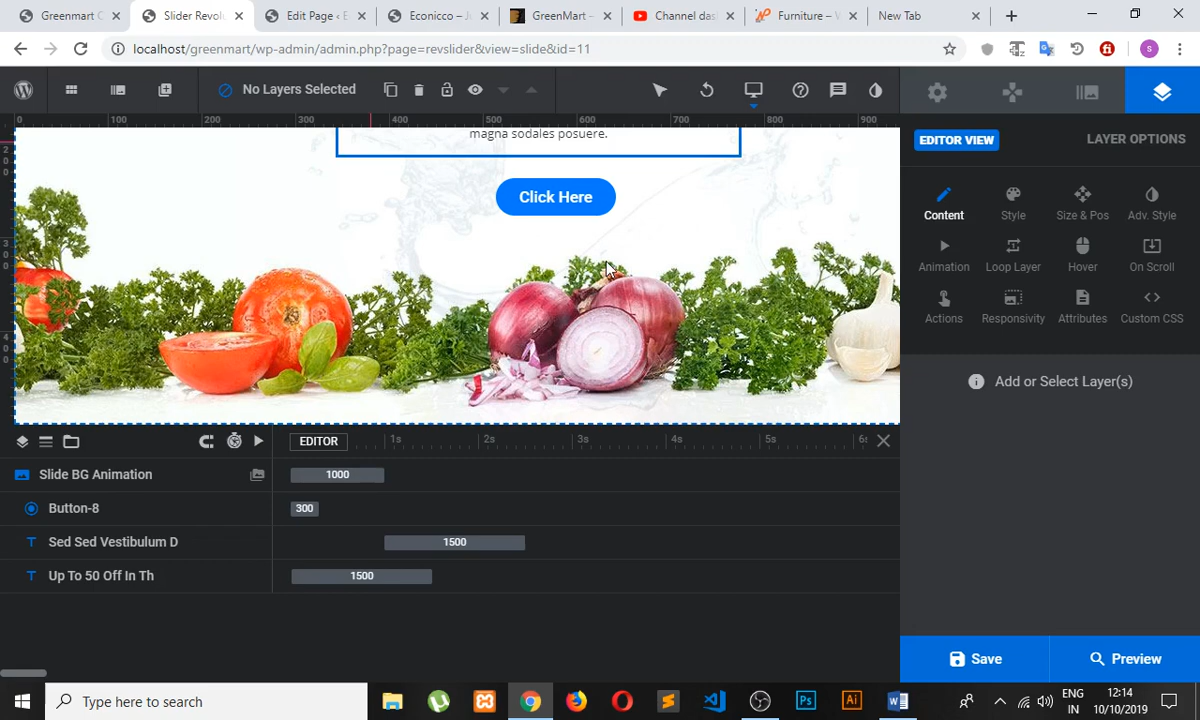 Greenmart C
Slider Revol
Edit Page ‹ E
Econicco – J
GreenMart –
Channel das
Furniture – W
New Tab
localhost/greenmart/wp-admin/admin.php?page=revslider&view=slide&id=11
S
No Layers Selected
0 100 200 300 400 500 600 700 800 900
EDITOR VIEW
LAYER OPTIONS
magna sodales posuere.
Click Here
Content
Style
Size & Pos
Adv. Style
Animation
Loop Layer
Hover
On Scroll
Actions
Responsivity
Attributes
Custom CSS
Add or Select Layer(s)
EDITOR 1s 2s 3s 4s 5s 6s
Slide BG Animation 1000
Button-8 300
Sed Sed Vestibulum D 1500
Up To 50 Off In Th 1500
Save
Preview
Type here to search
Ps
Ai
ENG
IN
12:14
10/10/2019